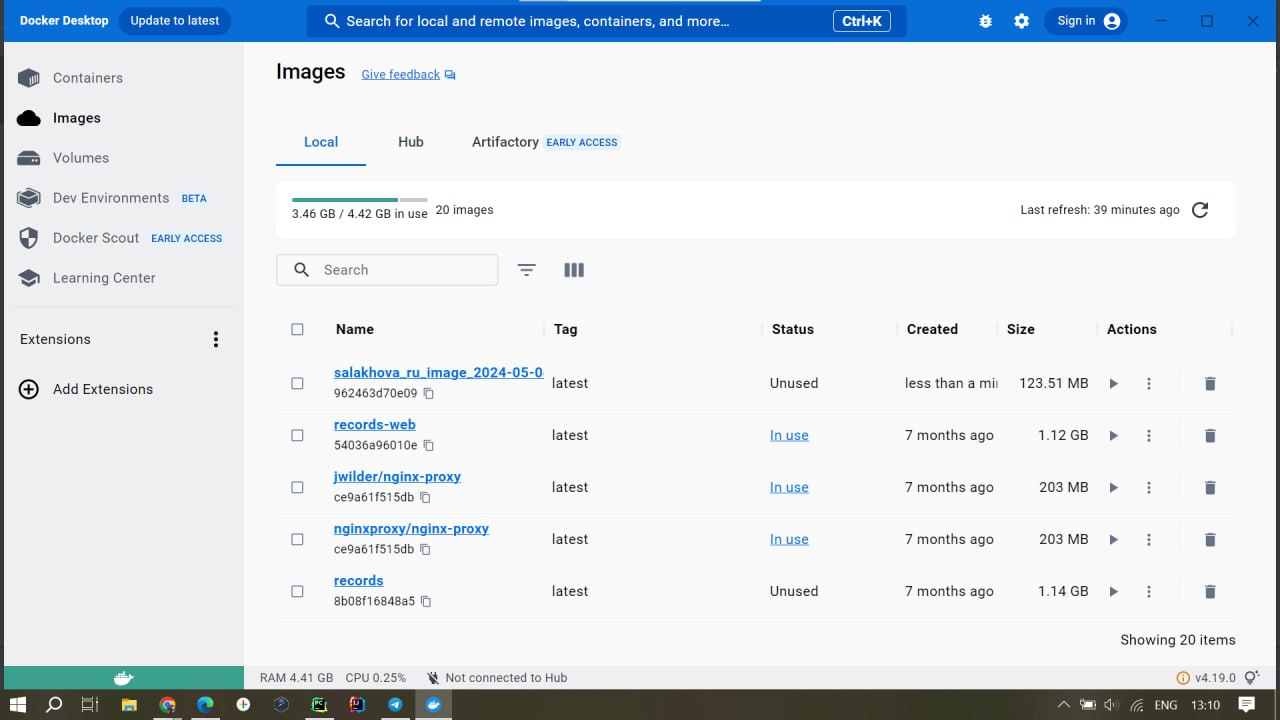 Docker Desktop Update to latest Search for local and remote images, containers, and more... Ctrl+K Sign in
Containers
Images
Volumes
Dev Environments BETA
Docker Scout EARLY ACCESS
Learning Center
Extensions
Add Extensions
Images Give feedback
Local Hub Artifactory EARLY ACCESS
3.46 GB / 4.42 GB in use 20 images Last refresh: 39 minutes ago
Search
Name Tag Status Created Size Actions
salakhova_ru_image_2024-05-0
962463d70e09
latest Unused less than a min 123.51 MB
records-web
54036a96010e
latest In use 7 months ago 1.12 GB
jwilder/nginx-proxy
ce9a61f515db
latest In use 7 months ago 203 MB
nginxproxy/nginx-proxy
ce9a61f515db
latest In use 7 months ago 203 MB
records
8b08f16848a5
latest Unused 7 months ago 1.14 GB
Showing 20 items
RAM 4.41 GB CPU 0.25% Not connected to Hub v4.19.0
ENG 13:10